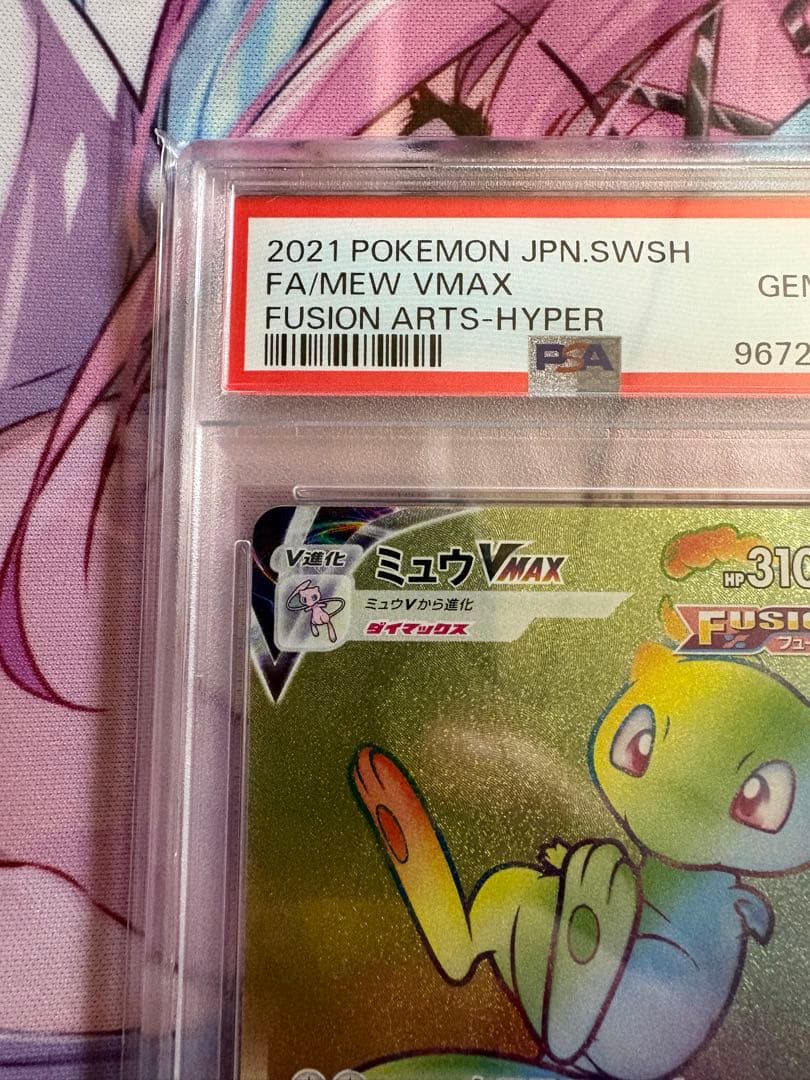 2021 POKEMON JPN.SWSH
FA/MEW VMAX
FUSION ARTS-HYPER
PSA
V進化
ミュウVMAX
HP310
ミュウVから進化
ダイマックス